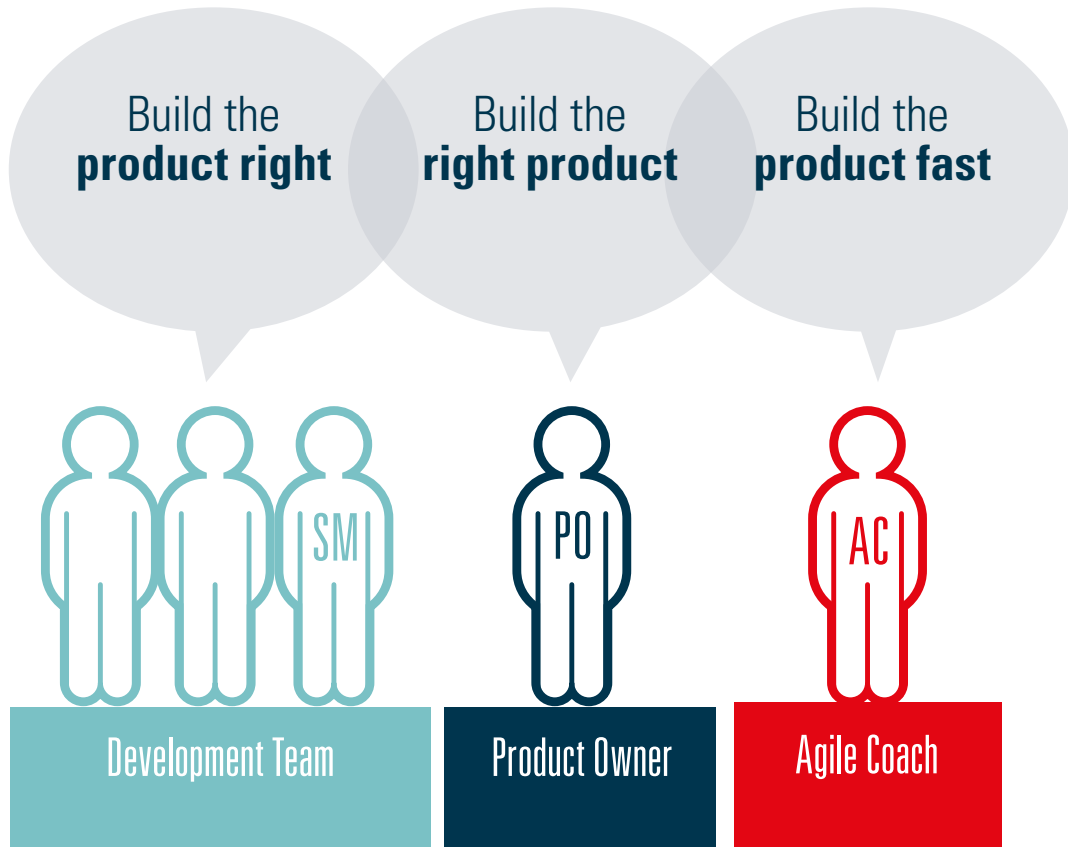 Build the
product right
Build the
right product
Build the
product fast
SM
PO
AC
Development Team
Product Owner
Agile Coach